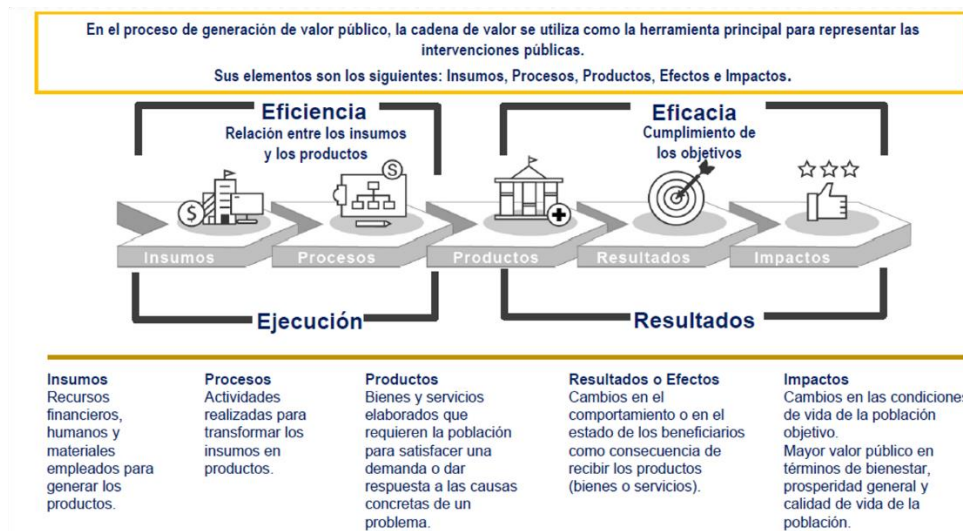 En el proceso de generación de valor público, la cadena de valor se utiliza como la herramienta principal para representar las
intervenciones públicas.
Sus elementos son los siguientes: Insumos, Procesos, Productos, Efectos e Impactos.
Eficiencia
Relación entre los insumos
y los productos
Eficacia
Cumplimiento de
los objetivos
$
S
Insumos
Procesos
Productos
Resultados
Impactos
Ejecución
Resultados
Insumos
Recursos
financieros,
humanos y
materiales
empleados para
generar los
productos.
Procesos
Actividades
realizadas para
transformar los
insumos en
productos.
Productos
Bienes y servicios
elaborados que
requieren la población
para satisfacer una
demanda o dar
respuesta a las causas
concretas de un
problema.
Resultados o Efectos
Cambios en el
comportamiento o en el
estado de los beneficiarios
como consecuencia de
recibir los productos
(bienes o servicios).
Impactos
Cambios en las condiciones
de vida de la población
objetivo.
Mayor valor público en
términos de bienestar,
prosperidad general y
calidad de vida de la
población.